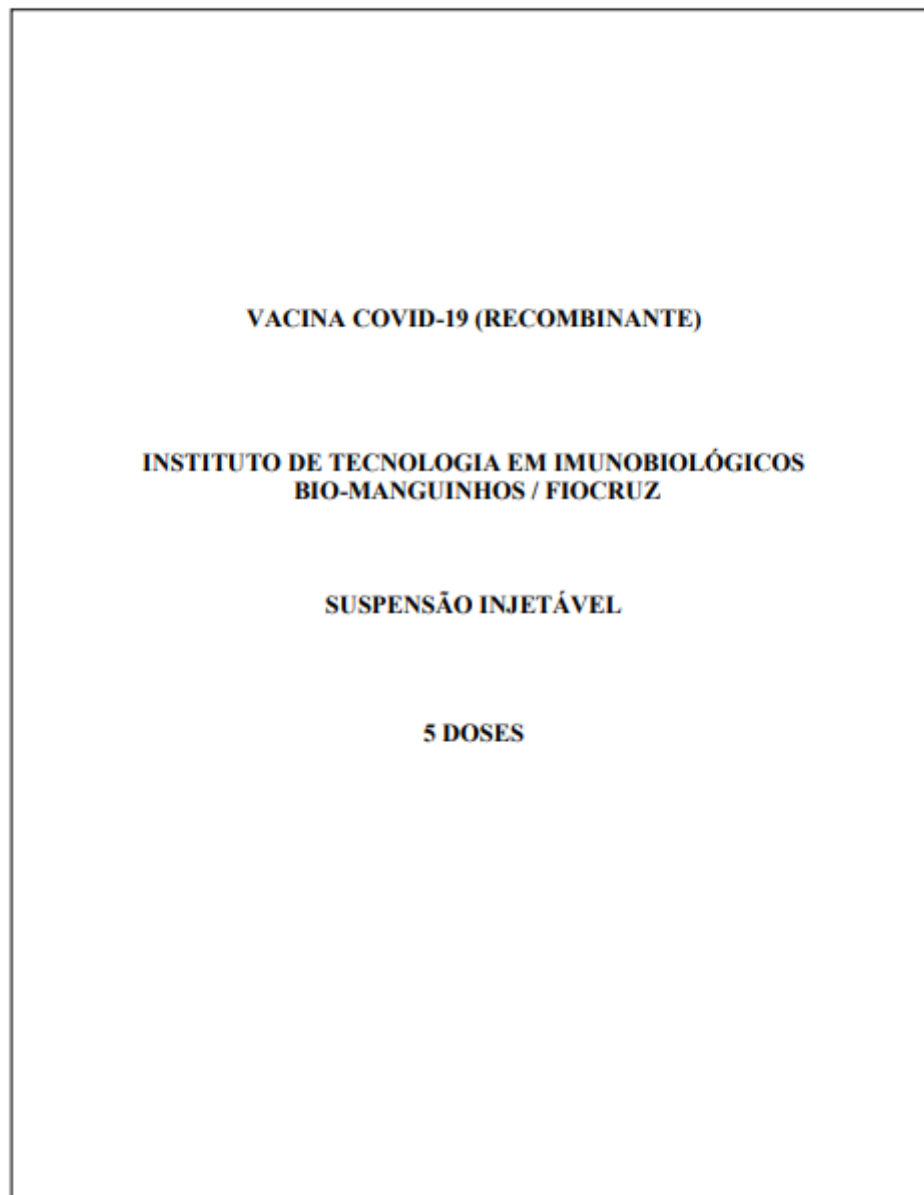 VACINA COVID-19 (RECOMBINANTE)
INSTITUTO DE TECNOLOGIA EM IMUNOBIOLÓGICOS
BIO-MANGUINHOS / FIOCRUZ
SUSPENSÃO INJETÁVEL
5 DOSES